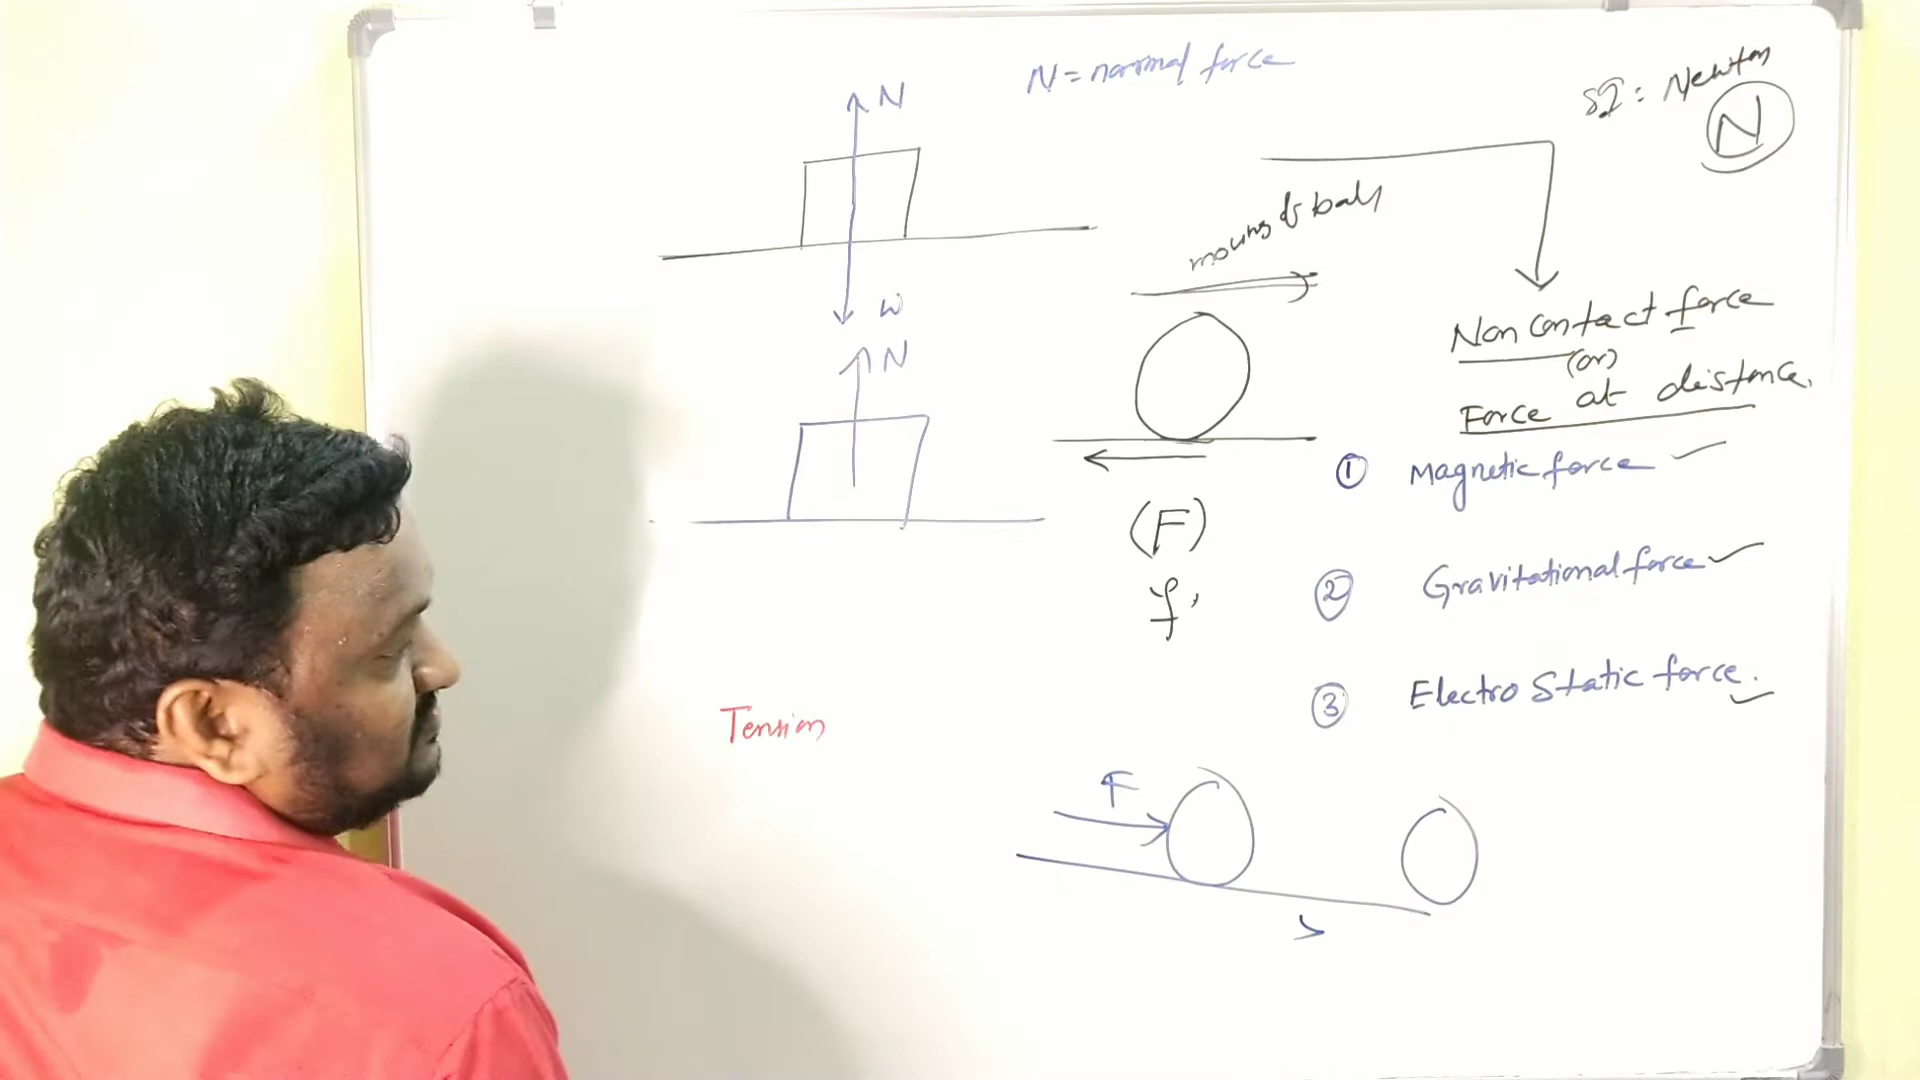 N = normal force
SI : Newton
N
N
W
moving of ball
Non Contact force
(or)
Force at distance.
N
(F)
f,
① Magnetic force
② Gravitational force
③ Electro Static force.
Tension
F